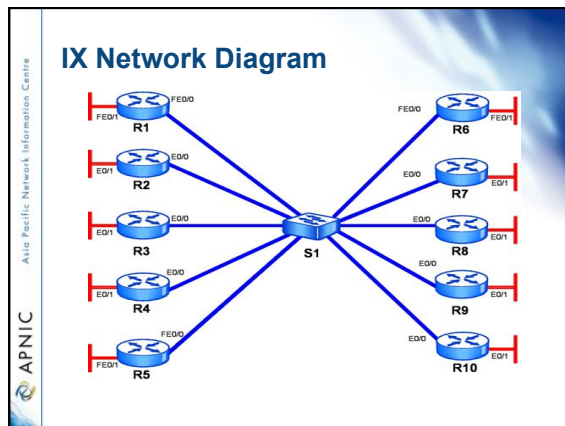 IX Network Diagram
Asia Pacific Network Information Centre
APNIC
FE0/0
FE0/1
R1
E0/0
E0/1
R2
E0/0
E0/1
R3
E0/0
E0/1
R4
FE0/0
FE0/1
R5
S1
FE0/0
FE0/1
R6
E0/0
E0/1
R7
E0/0
E0/1
R8
E0/0
E0/1
R9
E0/0
E0/1
R10